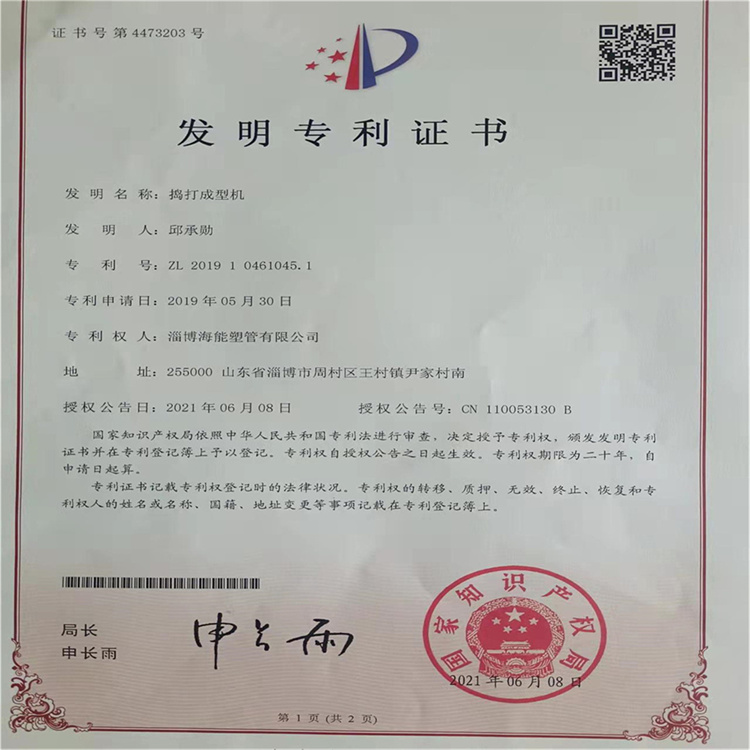 证书号第4473203号
发明专利证书
发明名称：捣打成型机
发明人：邱承勋
专利号：ZL 2019 1 0461045.1
专利申请日：2019年05月30日
专利权人：淄博海能塑管有限公司
地址：255000 山东省淄博市周村区王村镇尹家村南
授权公告日：2021年06月08日 授权公告号：CN 110053130 B
国家知识产权局依照中华人民共和国专利法进行审查，决定授予专利权，颁发发明专利
证书并在专利登记簿上予以登记。专利权自授权公告之日起生效。专利权期限为二十年，自
申请日起算。
专利证书记载专利权登记时的法律状况。专利权的转移、质押、无效、终止、恢复和专
利权人的姓名或名称、国籍、地址变更等事项记载在专利登记簿上。
局长
申长雨
申长雨
国家知识产权局
2021年06月08日
第1页（共2页）